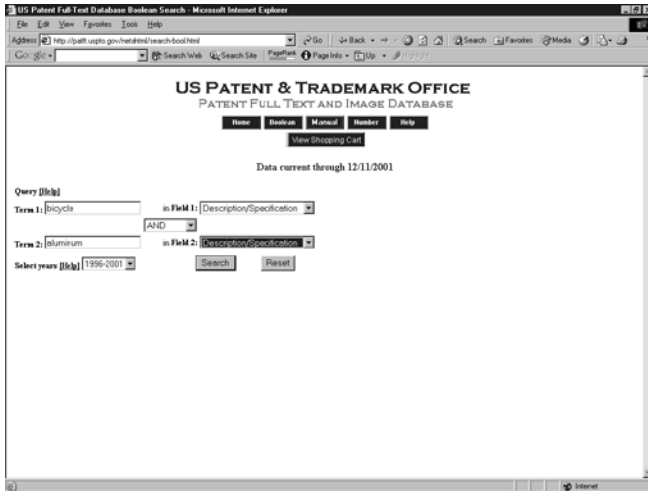 US Patent Full-Text Database Boolean Search - Microsoft Internet Explorer
File Edit View Favorites Tools Help
Address http://patft.uspto.gov/netahtml/search-bool.html Go Back Search Favorites Media
Google Search Web Search Site PageRank Page Info Up Highlight
US PATENT & TRADEMARK OFFICE
PATENT FULL TEXT AND IMAGE DATABASE
Home Boolean Manual Number Help
View Shopping Cart
Data current through 12/11/2001
Query [Help]
Term 1: bicycle in Field 1: Description/Specification
AND
Term 2: aluminum in Field 2: Description/Specification
Select years [Help] 1996-2001 Search Reset
Internet